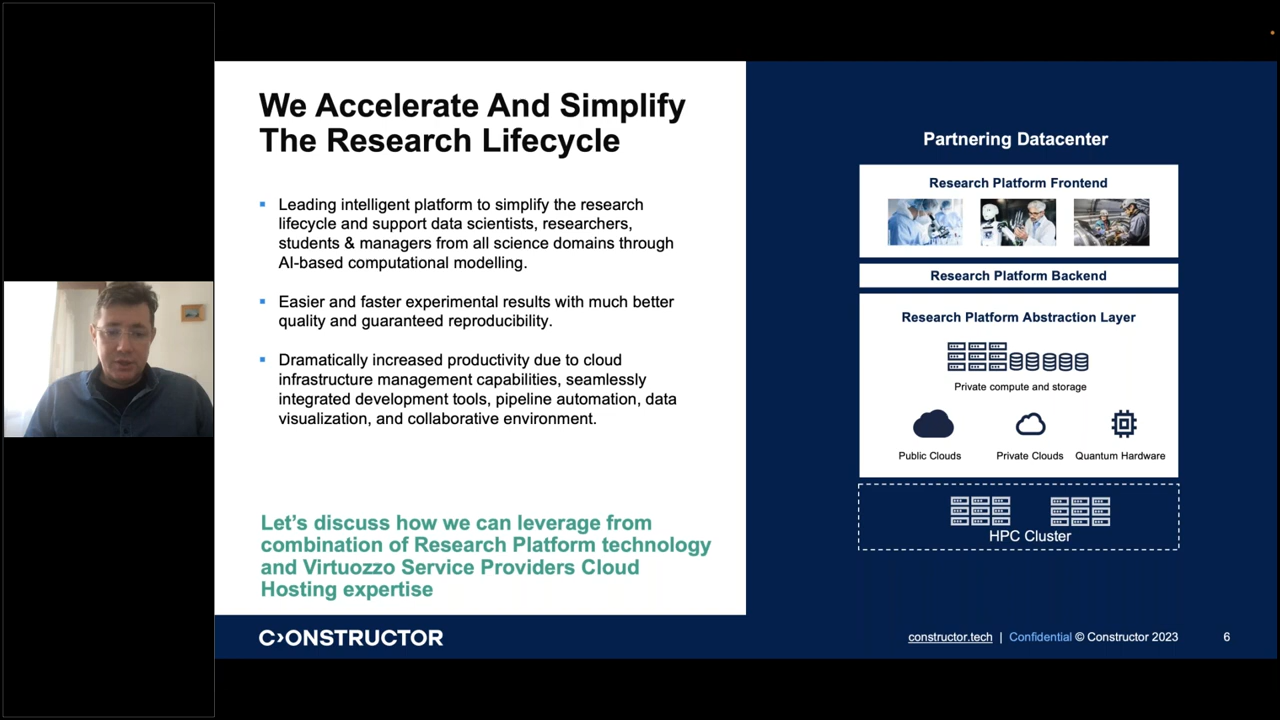 We Accelerate And Simplify
The Research Lifecycle
Leading intelligent platform to simplify the research
lifecycle and support data scientists, researchers,
students & managers from all science domains through
AI-based computational modelling.
Easier and faster experimental results with much better
quality and guaranteed reproducibility.
Dramatically increased productivity due to cloud
infrastructure management capabilities, seamlessly
integrated development tools, pipeline automation, data
visualization, and collaborative environment.
Let’s discuss how we can leverage from
combination of Research Platform technology
and Virtuozzo Service Providers Cloud
Hosting expertise
Partnering Datacenter
Research Platform Frontend
Research Platform Backend
Research Platform Abstraction Layer
Private compute and storage
Public Clouds
Private Clouds
Quantum Hardware
HPC Cluster
C›ONSTRUCTOR
constructor.tech | Confidential © Constructor 2023
6